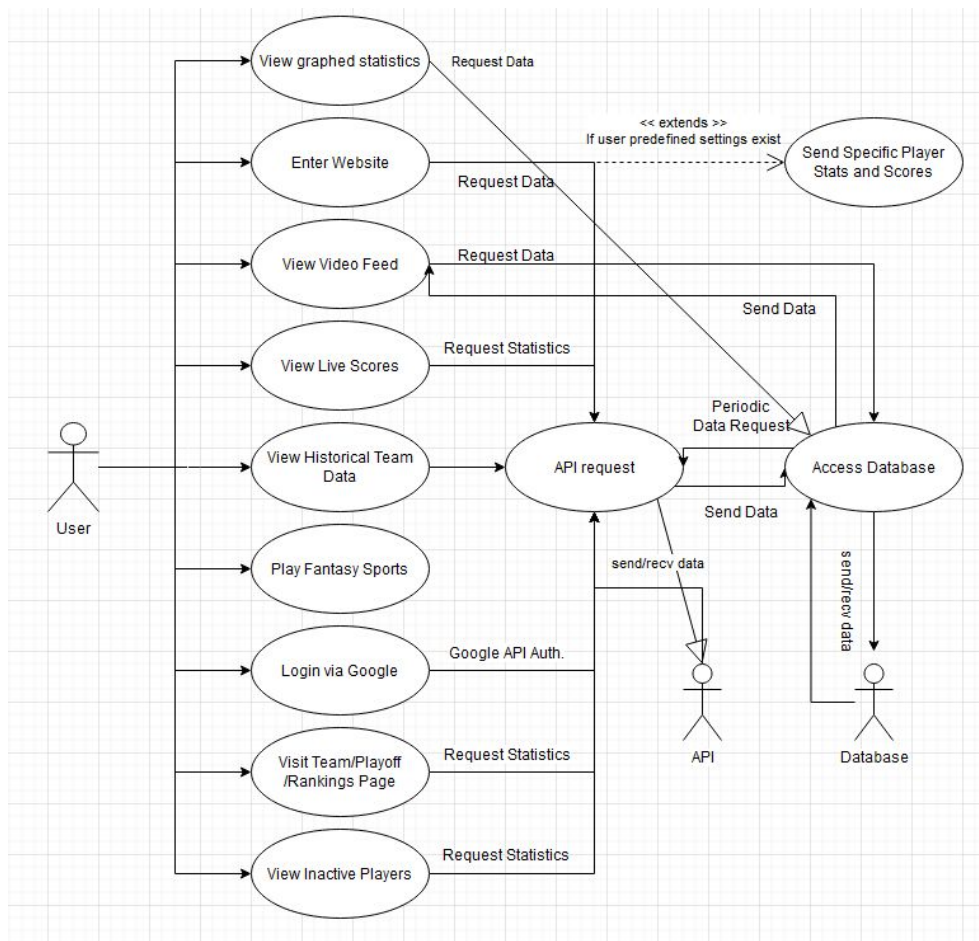 View graphed statistics
Request Data
<< extends >>
If user predefined settings exist
Send Specific Player
Stats and Scores
Enter Website
Request Data
View Video Feed
Request Data
Send Data
View Live Scores
Request Statistics
Periodic
Data Request
View Historical Team
Data
API request
Access Database
Send Data
User
Play Fantasy Sports
send/recv data
send/recv data
Login via Google
Google API Auth.
API
Database
Visit Team/Playoff
/Rankings Page
Request Statistics
View Inactive Players
Request Statistics